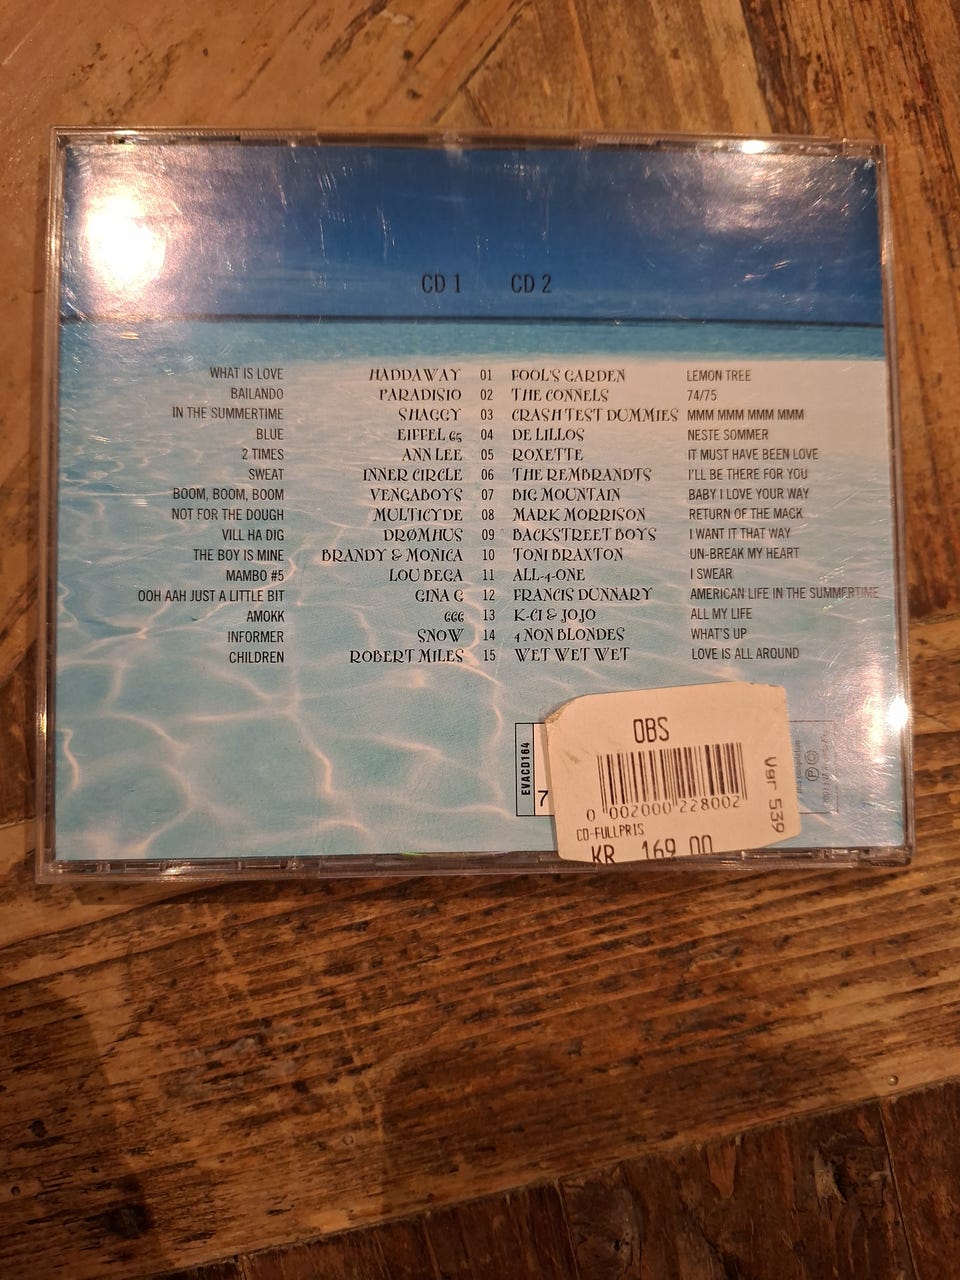 CD 1 CD 2
WHAT IS LOVE HADDAWAY 01 FOOL'S GARDEN LEMON TREE
BAILANDO PARADISIO 02 THE CONNELS 74/75
IN THE SUMMERTIME SHAGGY 03 CRASH TEST DUMMIES MMM MMM MMM MMM
BLUE EIFFEL 65 04 DE LILLOS NESTE SOMMER
2 TIMES ANN LEE 05 ROXETTE IT MUST HAVE BEEN LOVE
SWEAT INNER CIRCLE 06 THE REMBRANDTS I'LL BE THERE FOR YOU
BOOM, BOOM, BOOM VENGABOYS 07 BIG MOUNTAIN BABY I LOVE YOUR WAY
NOT FOR THE DOUGH MULTICYDE 08 MARK MORRISON RETURN OF THE MACK
VILL HA DIG DRØMHUS 09 BACKSTREET BOYS I WANT IT THAT WAY
THE BOY IS MINE BRANDY & MONICA 10 TONI BRAXTON UN-BREAK MY HEART
MAMBO #5 LOU BEGA 11 ALL-4-ONE I SWEAR
OOH AAH JUST A LITTLE BIT GINA G 12 FRANCIS DUNNARY AMERICAN LIFE IN THE SUMMERTIME
AMOKK 666 13 K-CI & JOJO ALL MY LIFE
INFORMER SNOW 14 4 NON BLONDES WHAT'S UP
CHILDREN ROBERT MILES 15 WET WET WET LOVE IS ALL AROUND
EVACD164
7
OBS
0 002000 228002
Vgr 539
CD-FULLPRIS
KR 169 00